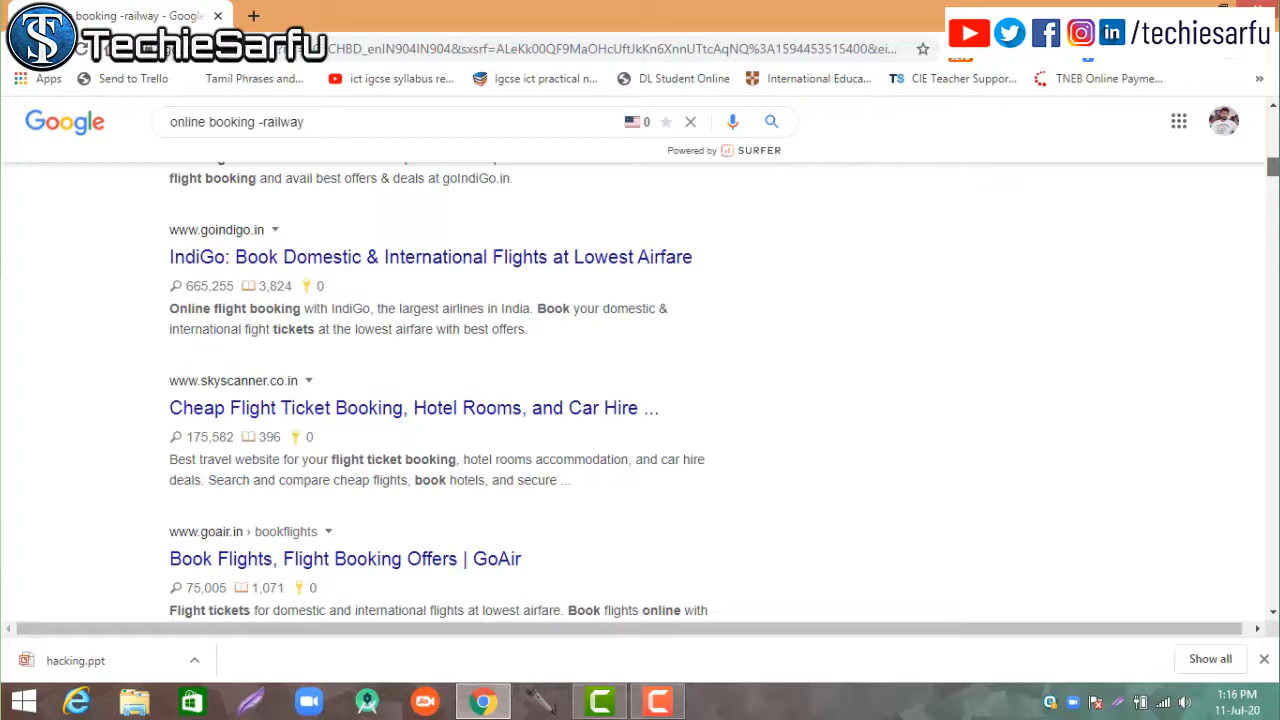 booking -railway - Google
TechieSarfu
/techiesarfu
CHBD_enIN904IN904&sxsrf=ALeKk00QF9MaOHcUftJkKn6XnnUTtcAqNQ%3A1594453515400&ei...
Apps
Send to Trello
Tamil Phrases and...
ict igcse syllabus re...
Igcse ict practical n...
DL Student Online
International Educa...
CIE Teacher Suppor...
TNEB Online Payme...
»
Google
online booking -railway
0
Powered by SURFER
flight booking and avail best offers & deals at goIndiGo.in.
www.goindigo.in
IndiGo: Book Domestic & International Flights at Lowest Airfare
665,255 3,824 0
Online flight booking with IndiGo, the largest airlines in India. Book your domestic &
international fight tickets at the lowest airfare with best offers.
www.skyscanner.co.in
Cheap Flight Ticket Booking, Hotel Rooms, and Car Hire ...
175,582 396 0
Best travel website for your flight ticket booking, hotel rooms accommodation, and car hire
deals. Search and compare cheap flights, book hotels, and secure ...
www.goair.in › bookflights
Book Flights, Flight Booking Offers | GoAir
75,005 1,071 0
Flight tickets for domestic and international flights at lowest airfare. Book flights online with
hacking.ppt
Show all
1:16 PM
11-Jul-20